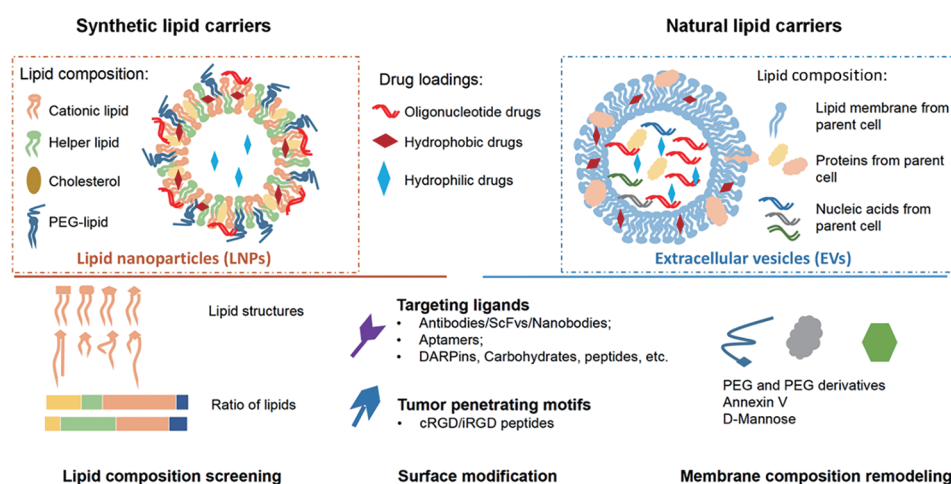 Synthetic lipid carriers
Natural lipid carriers
Lipid composition:
Cationic lipid
Helper lipid
Cholesterol
PEG-lipid
Lipid nanoparticles (LNPs)
Drug loadings:
Oligonucleotide drugs
Hydrophobic drugs
Hydrophilic drugs
Lipid composition:
Lipid membrane from
parent cell
Proteins from parent
cell
Nucleic acids from
parent cell
Extracellular vesicles (EVs)
Lipid structures
Ratio of lipids
Targeting ligands
• Antibodies/ScFvs/Nanobodies;
• Aptamers;
• DARPins, Carbohydrates, peptides, etc.
Tumor penetrating motifs
• cRGD/iRGD peptides
PEG and PEG derivatives
Annexin V
D-Mannose
Lipid composition screening
Surface modification
Membrane composition remodeling